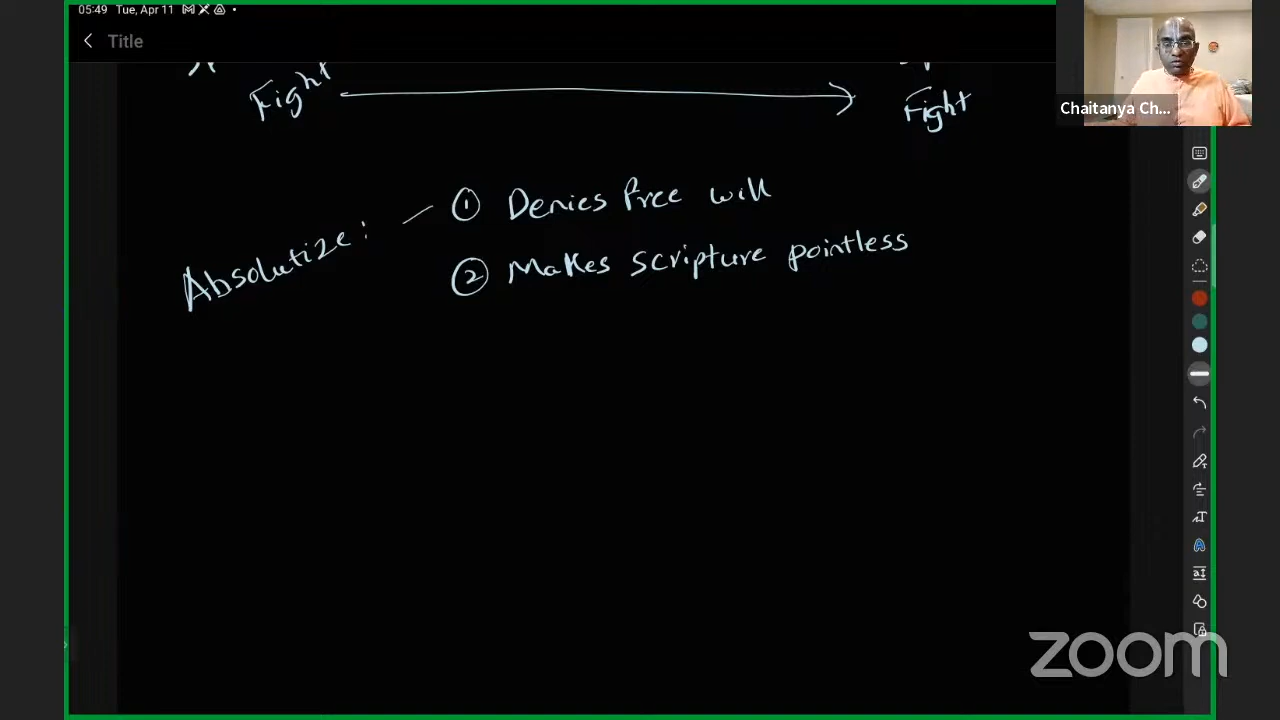 05:49 Tue, Apr 11
Title
Chaitanya Ch...
Fight
Fight
Absolutize: ① Denies free will
② Makes scripture pointless
zoom